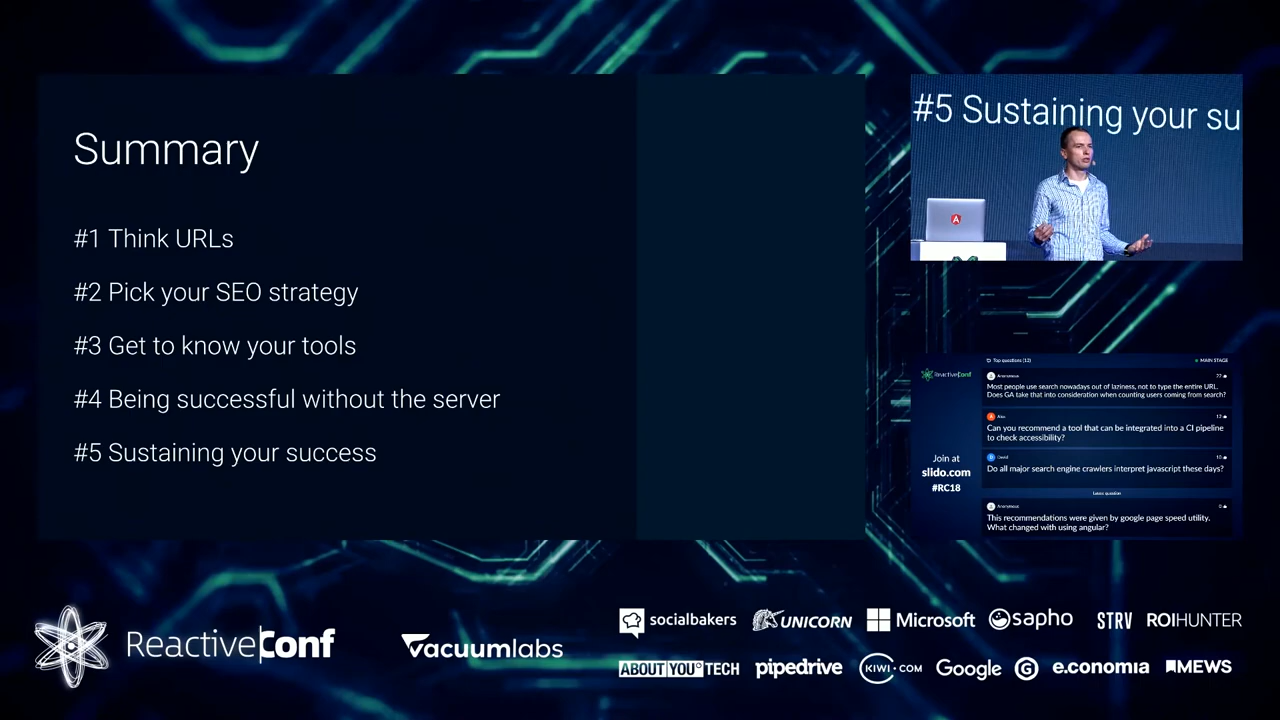 Summary
#1 Think URLs
#2 Pick your SEO strategy
#3 Get to know your tools
#4 Being successful without the server
#5 Sustaining your success
#5 Sustaining your su
A
Top questions (12)
MAIN STAGE
ReactiveConf
Join at
slido.com
#RC18
Anonymous
22
Most people use search nowadays out of laziness, not to type the entire URL.
Does GA take that into consideration when counting users coming from search?
A Alex
12
Can you recommend a tool that can be integrated into a CI pipeline
to check accessibility?
D David
10
Do all major search engine crawlers interpret javascript these days?
Anonymous
0
This recommendations were given by google page speed utility.
What changed with using angular?
ReactiveConf
vacuumlabs
socialbakers
UNICORN
Microsoft
sapho
STRV
ROIHUNTER
ABOUT YOU TECH
pipedrive
KIWI.COM
Google
G
e.conomia
MEWS